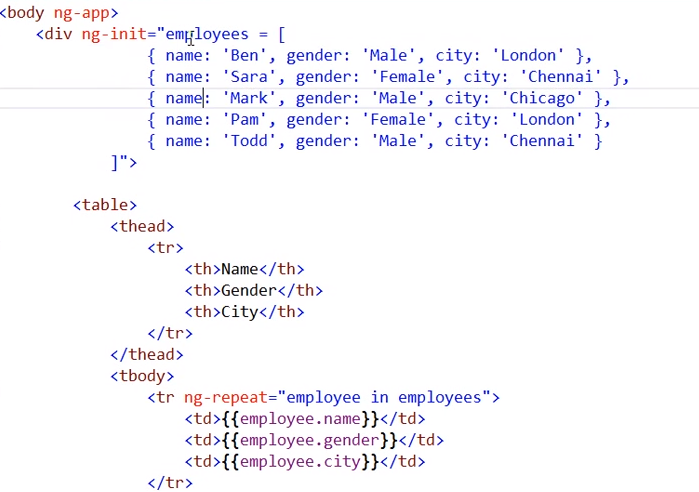 <body ng-app>
<div ng-init="employees = [
{ name: 'Ben', gender: 'Male', city: 'London' },
{ name: 'Sara', gender: 'Female', city: 'Chennai' },
{ name: 'Mark', gender: 'Male', city: 'Chicago' },
{ name: 'Pam', gender: 'Female', city: 'London' },
{ name: 'Todd', gender: 'Male', city: 'Chennai' }
]">
<table>
<thead>
<tr>
<th>Name</th>
<th>Gender</th>
<th>City</th>
</tr>
</thead>
<tbody>
<tr ng-repeat="employee in employees">
<td>{{employee.name}}</td>
<td>{{employee.gender}}</td>
<td>{{employee.city}}</td>
</tr>